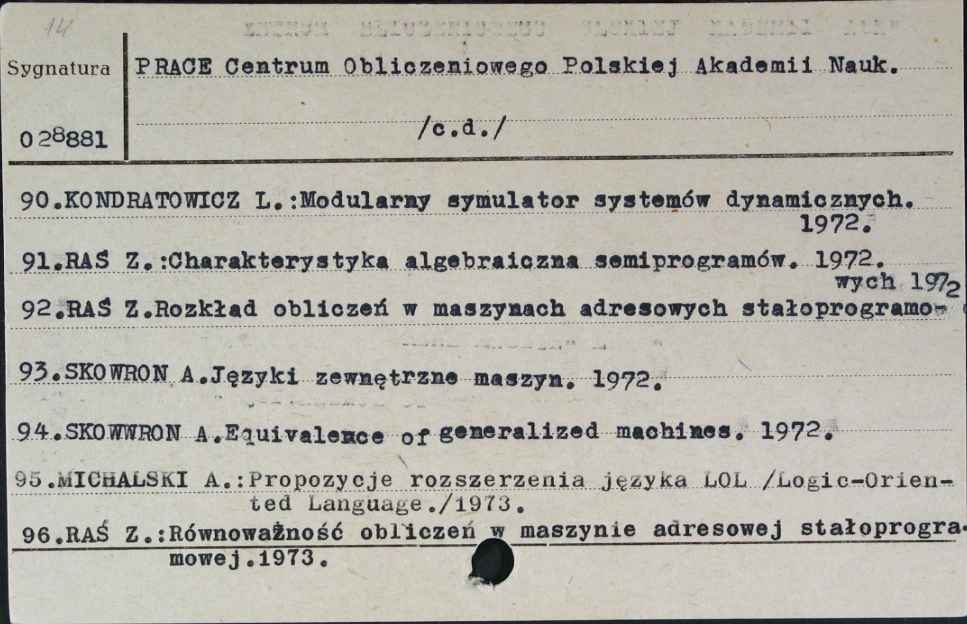 14
Sygnatura
PRACE Centrum Obliczeniowego Polskiej Akademii Nauk.
028881
/c.d./
90.KONDRATOWICZ L.:Modularny symulator systemów dynamicznych.
1972.
91.RAŚ Z.:Charakterystyka algebraiczna semiprogramów. 1972.
wych 1972
92.RAŚ Z.Rozkład obliczeń w maszynach adresowych stałoprogramo-
93.SKOWRON A.Języki zewnętrzne maszyn. 1972.
94.SKOWWRON A.Equivalence of generalized machines. 1972.
95.MICHALSKI A.:Propozycje rozszerzenia języka LOL /Logic-Orien-
ted Language./1973.
96.RAŚ Z.:Równoważność obliczeń w maszynie adresowej stałoprogra-
mowej.1973.